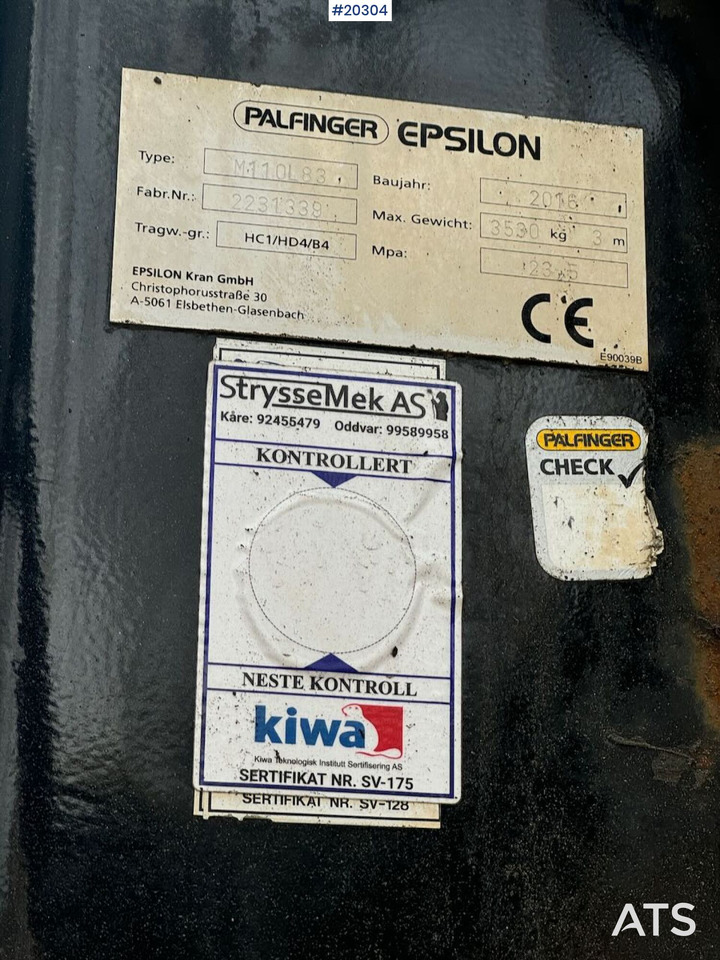 #20304
PALFINGER EPSILON
Type: M110L83
Baujahr: 2016
Fabr.Nr.: 2231339
Max. Gewicht: kg 3 m
Tragw.-gr.: HC1/HD4/B4
Mpa: 23,5
EPSILON Kran GmbH
Christophorusstraße 30
A-5061 Elsbethen-Glasenbach
CE
E90039B
StrysseMek AS
Kåre: 92455479 Oddvar: 99589958
KONTROLLERT
NESTE KONTROLL
kiwa
Kiwa Teknologisk Institutt Sertifisering AS
SERTIFIKAT NR. SV-175
SERTIFIKAT NR. SV-128
PALFINGER
CHECK
ATS